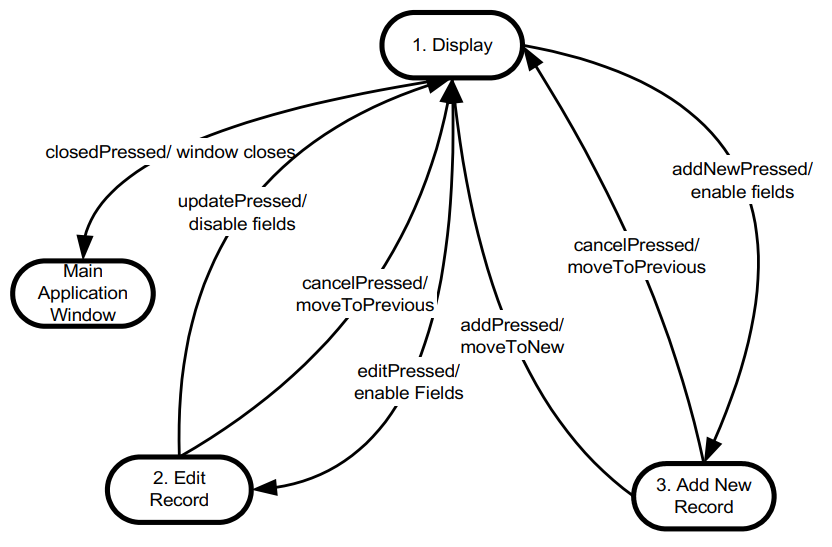 1. Display
closedPressed/ window closes
addNewPressed/
enable fields
updatePressed/
disable fields
cancelPressed/
moveToPrevious
Main
Application
Window
cancelPressed/
moveToPrevious
addPressed/
moveToNew
editPressed/
enable Fields
2. Edit
Record
3. Add New
Record